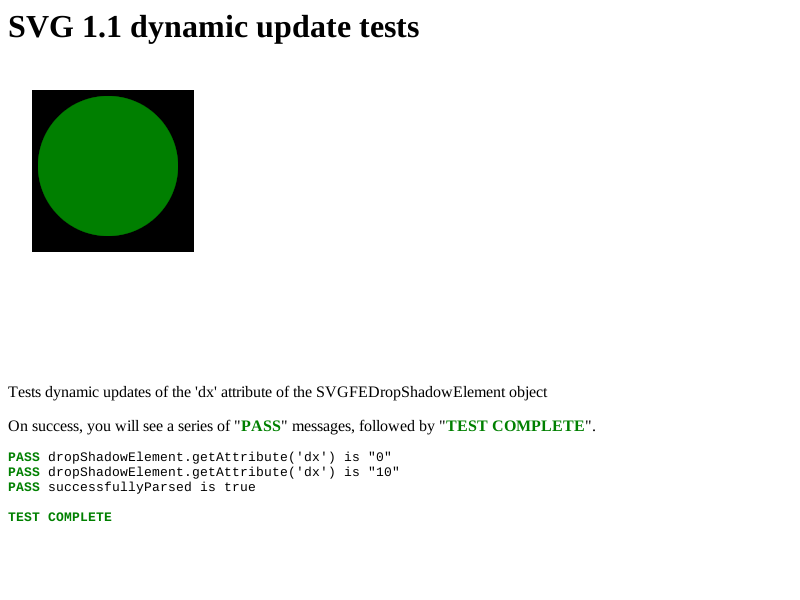 SVG 1.1 dynamic update tests
Tests dynamic updates of the 'dx' attribute of the SVGFEDropShadowElement object
On success, you will see a series of "PASS" messages, followed by "TEST COMPLETE".
PASS dropShadowElement.getAttribute('dx') is "0"
PASS dropShadowElement.getAttribute('dx') is "10"
PASS successfullyParsed is true
TEST COMPLETE